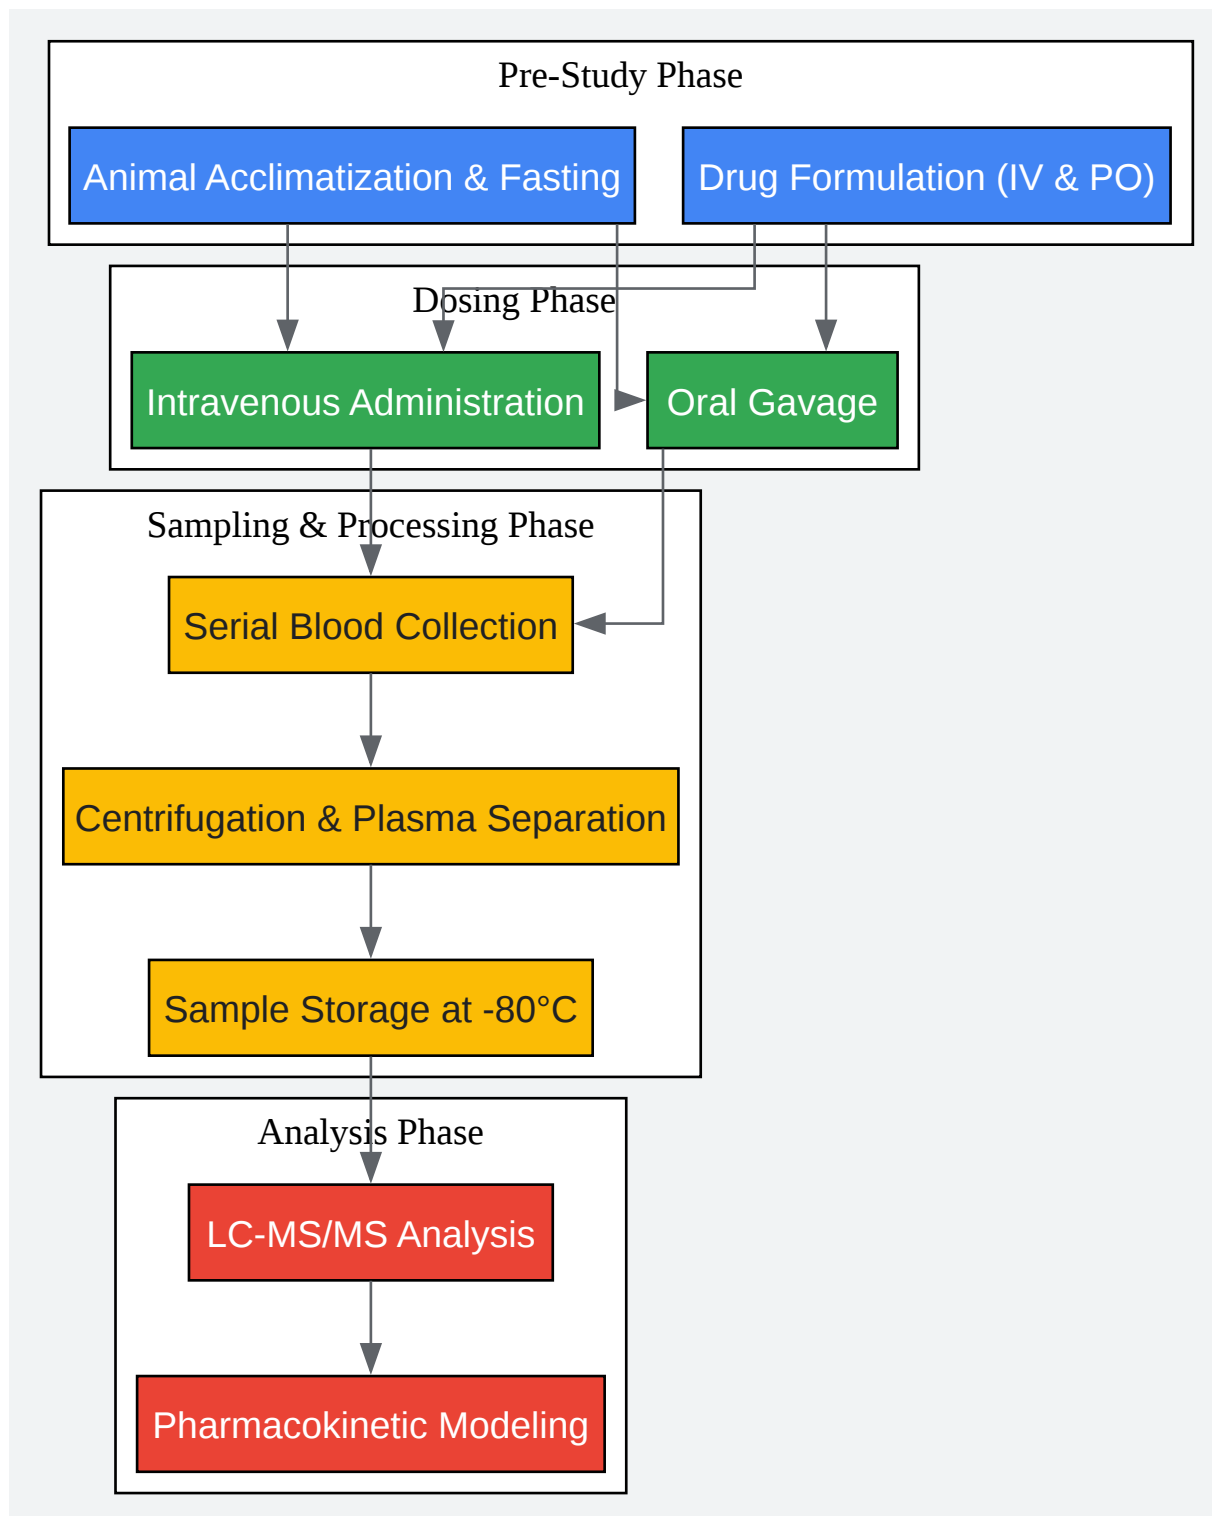 Pre-Study Phase
Animal Acclimatization & Fasting
Drug Formulation (IV & PO)
Dosing Phase
Intravenous Administration
Oral Gavage
Sampling & Processing Phase
Serial Blood Collection
Centrifugation & Plasma Separation
Sample Storage at -80°C
Analysis Phase
LC-MS/MS Analysis
Pharmacokinetic Modeling